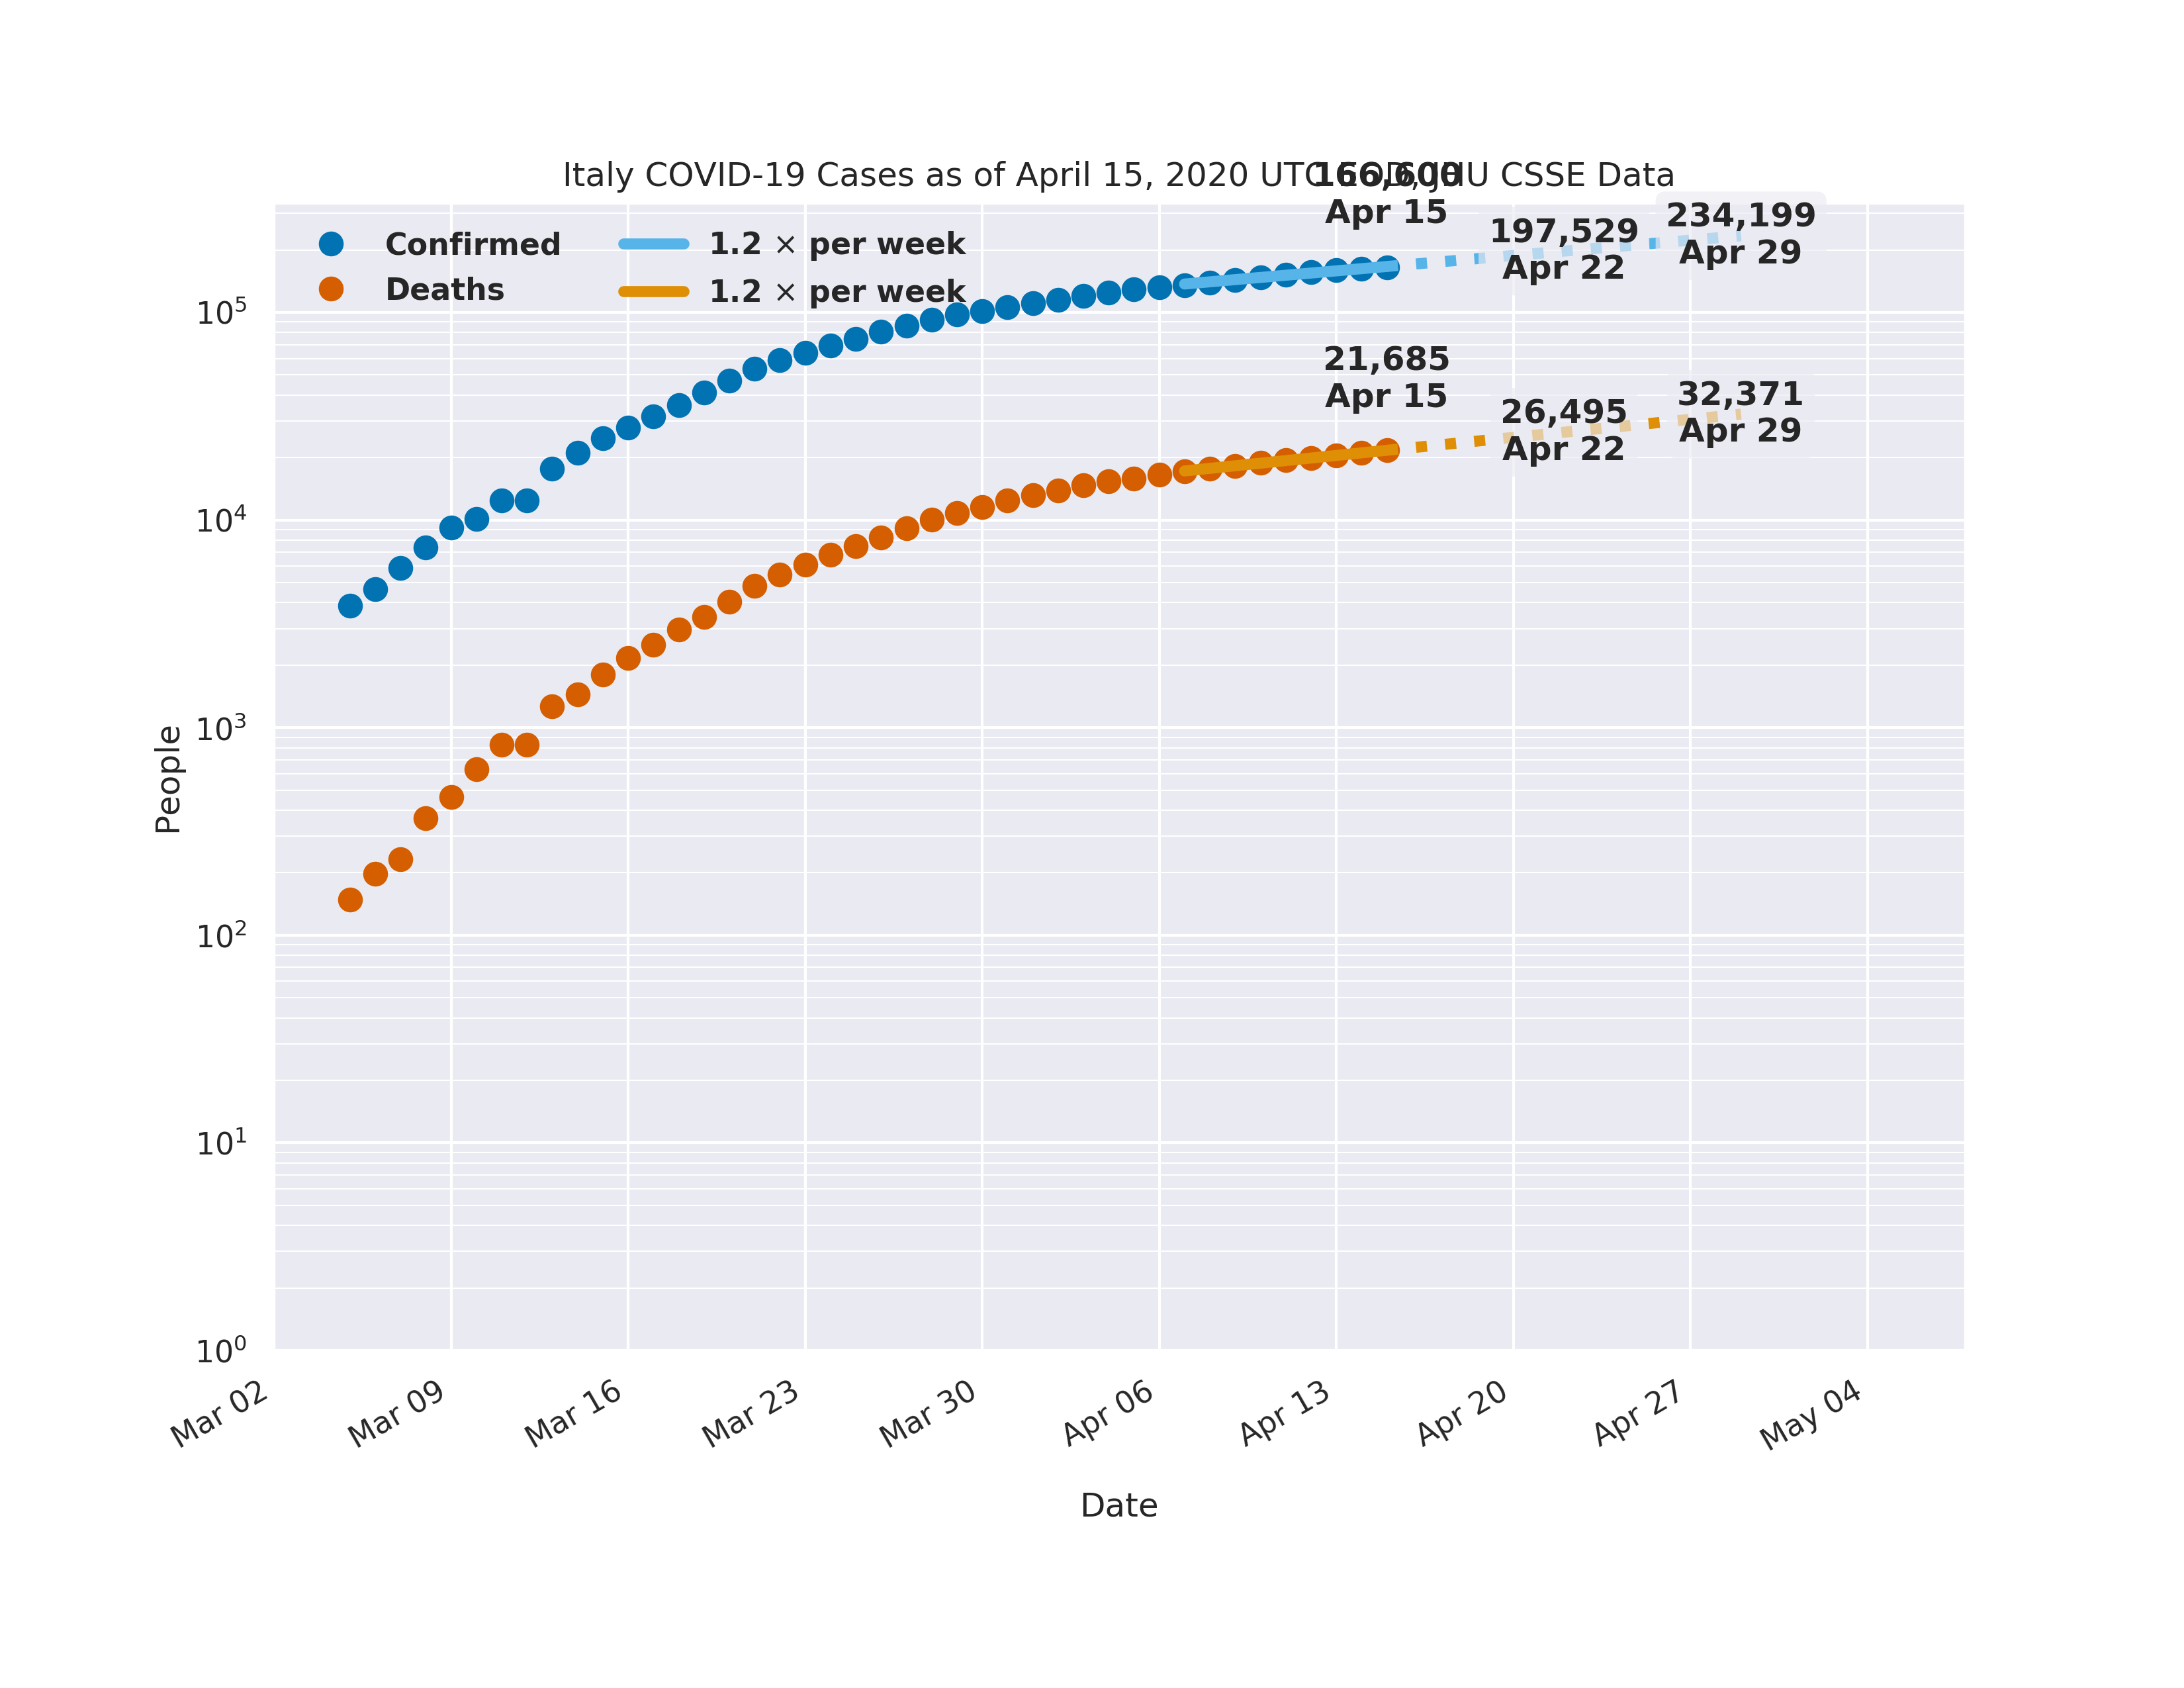 Italy COVID-19 Cases as of April 15, 2020 UTC EOD, JHU CSSE Data
166,600
Apr 15
197,529
Apr 22
234,199
Apr 29
Confirmed
Deaths
1.2 × per week
1.2 × per week
21,685
Apr 15
26,495
Apr 22
32,371
Apr 29
People
10⁵
10⁴
10³
10²
10¹
10⁰
Mar 02
Mar 09
Mar 16
Mar 23
Mar 30
Apr 06
Apr 13
Apr 20
Apr 27
May 04
Date